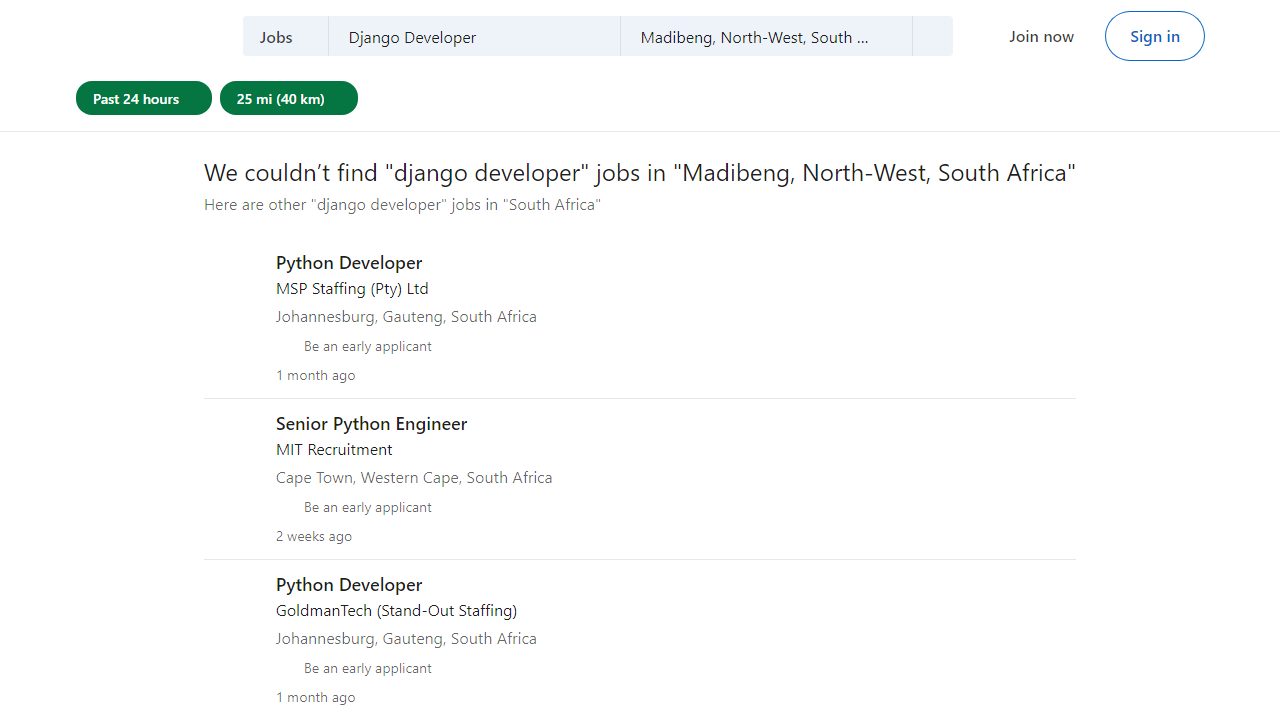 Jobs
Django Developer
Madibeng, North-West, South ...
Join now
Sign in
Past 24 hours
25 mi (40 km)
We couldn’t find "django developer" jobs in "Madibeng, North-West, South Africa"
Here are other "django developer" jobs in "South Africa"
Python Developer
MSP Staffing (Pty) Ltd
Johannesburg, Gauteng, South Africa
Be an early applicant
1 month ago
Senior Python Engineer
MIT Recruitment
Cape Town, Western Cape, South Africa
Be an early applicant
2 weeks ago
Python Developer
GoldmanTech (Stand-Out Staffing)
Johannesburg, Gauteng, South Africa
Be an early applicant
1 month ago